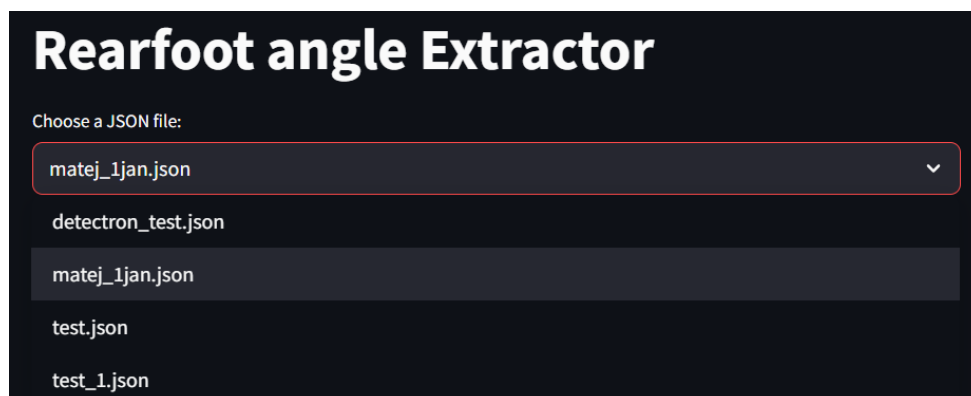 Rearfoot angle Extractor
Choose a JSON file:
matej_1jan.json
detectron_test.json
matej_1jan.json
test.json
test_1.json